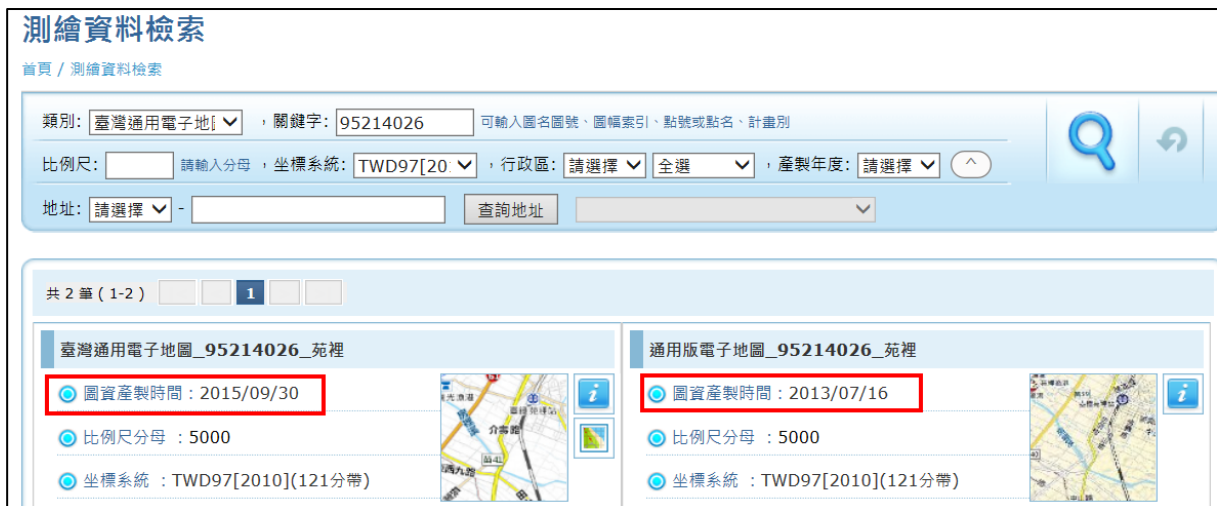 測繪資料檢索
首頁 / 測繪資料檢索
類別: 臺灣通用電子地 ，關鍵字: 95214026 可輸入圖名圖號、圖幅索引、點號或點名、計畫別
比例尺: 請輸入分母 ，坐標系統: TWD97[20 ，行政區: 請選擇 全選 ，產製年度: 請選擇
地址: 請選擇 - 查詢地址
共 2 筆 ( 1-2 ) 1
臺灣通用電子地圖_95214026_苑裡
圖資產製時間：2015/09/30
比例尺分母 ：5000
坐標系統 ：TWD97[2010](121分帶)
介壽路
通用版電子地圖_95214026_苑裡
圖資產製時間：2013/07/16
比例尺分母 ：5000
坐標系統 ：TWD97[2010](121分帶)